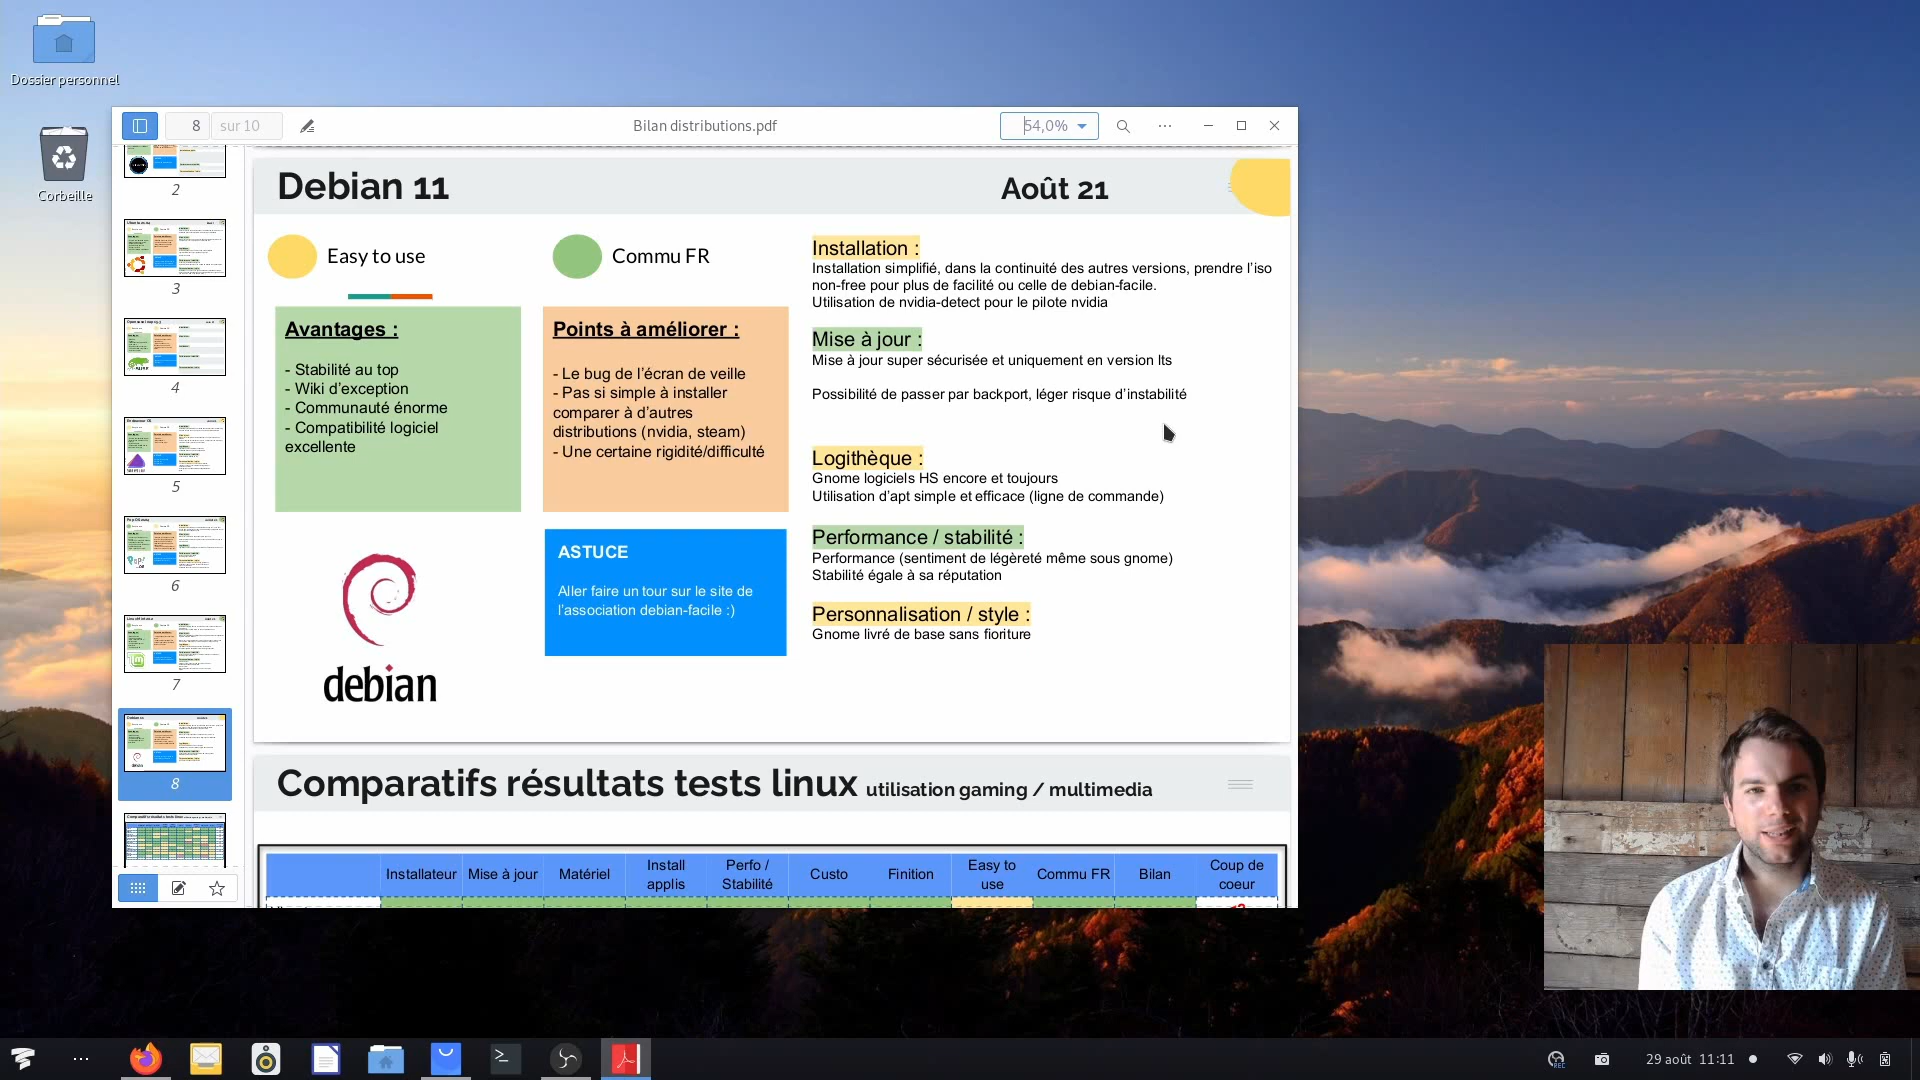 Dossier personnel
Corbeille
8
sur 10
Bilan distributions.pdf
54,0%
2
3
4
5
6
7
8
Debian 11
Août 21
Easy to use
Commu FR
Avantages :
- Stabilité au top
- Wiki d’exception
- Communauté énorme
- Compatibilité logiciel
excellente
Points à améliorer :
- Le bug de l’écran de veille
- Pas si simple à installer
comparer à d’autres
distributions (nvidia, steam)
- Une certaine rigidité/difficulté
ASTUCE
Aller faire un tour sur le site de
l’association debian-facile :)
debian
Installation :
Installation simplifié, dans la continuité des autres versions, prendre l’iso
non-free pour plus de facilité ou celle de debian-facile.
Utilisation de nvidia-detect pour le pilote nvidia
Mise à jour :
Mise à jour super sécurisée et uniquement en version lts
Possibilité de passer par backport, léger risque d’instabilité
Logithèque :
Gnome logiciels HS encore et toujours
Utilisation d’apt simple et efficace (ligne de commande)
Performance / stabilité :
Performance (sentiment de légèreté même sous gnome)
Stabilité égale à sa réputation
Personnalisation / style :
Gnome livré de base sans fioriture
Comparatifs résultats tests linux utilisation gaming / multimedia
Installateur
Mise à jour
Matériel
Install
applis
Perfo /
Stabilité
Custo
Finition
Easy to
use
Commu FR
Bilan
Coup de
coeur
REC
29 août 11:11